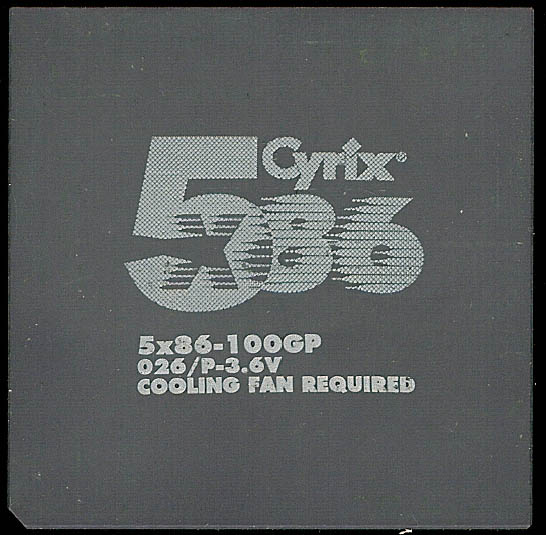 Cyrix®
5x86
5x86-100GP
026/P-3.6V
COOLING FAN REQUIRED